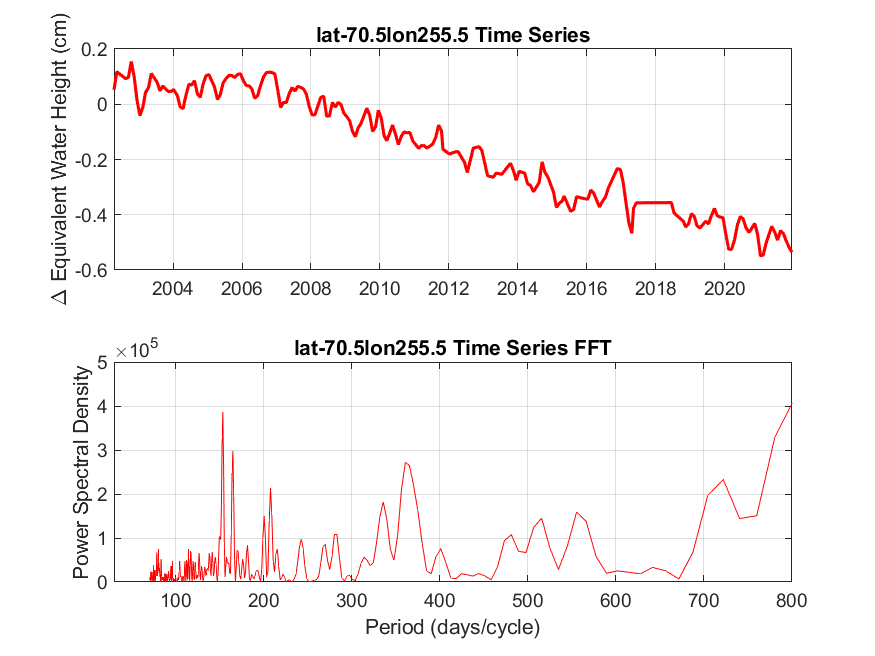 lat-70.5lon255.5 Time Series
Δ Equivalent Water Height (cm)
0.2
0
-0.2
-0.4
-0.6
2004 2006 2008 2010 2012 2014 2016 2018 2020
lat-70.5lon255.5 Time Series FFT
×10^5
Power Spectral Density
5
4
3
2
1
0
100 200 300 400 500 600 700 800
Period (days/cycle)